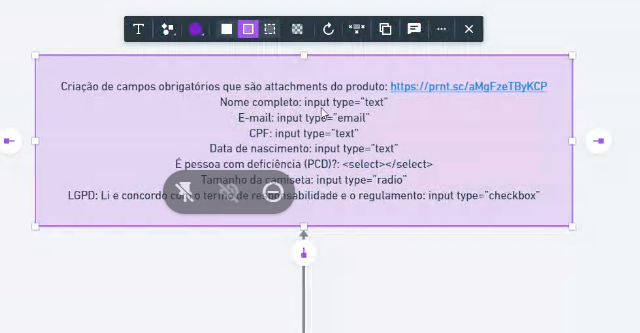 T
Criação de campos obrigatórios que são attachments do produto: https://prnt.sc/aMgFzeTByKCP
Nome completo: input type="text"
E-mail: input type="email"
CPF: input type="text"
Data de nascimento: input type="text"
É pessoa com deficiência (PCD)?: <select></select>
Tamanho da camiseta: input type="radio"
LGPD: Li e concordo com o termo de responsabilidade e o regulamento: input type="checkbox"